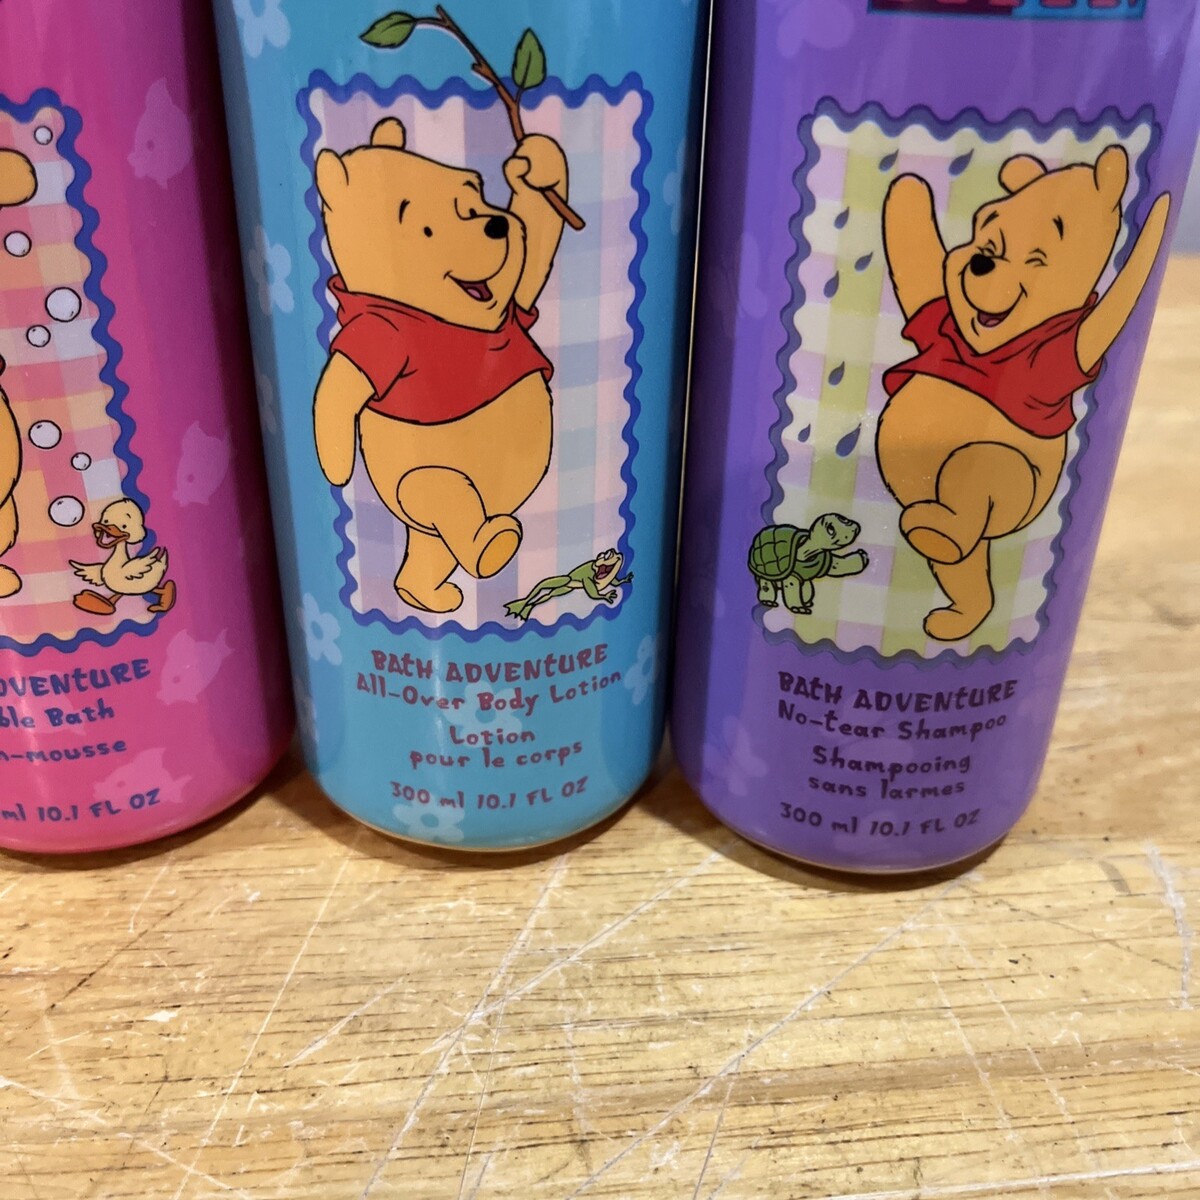 DVENTURE
ble Bath
n-mousse
ml 10.1 FL OZ
BATH ADVENTURE
All-Over Body Lotion
Lotion
pour le corps
300 ml 10.1 FL OZ
BATH ADVENTURE
No-tear Shampoo
Shampooing
sans larmes
300 ml 10.1 FL OZ